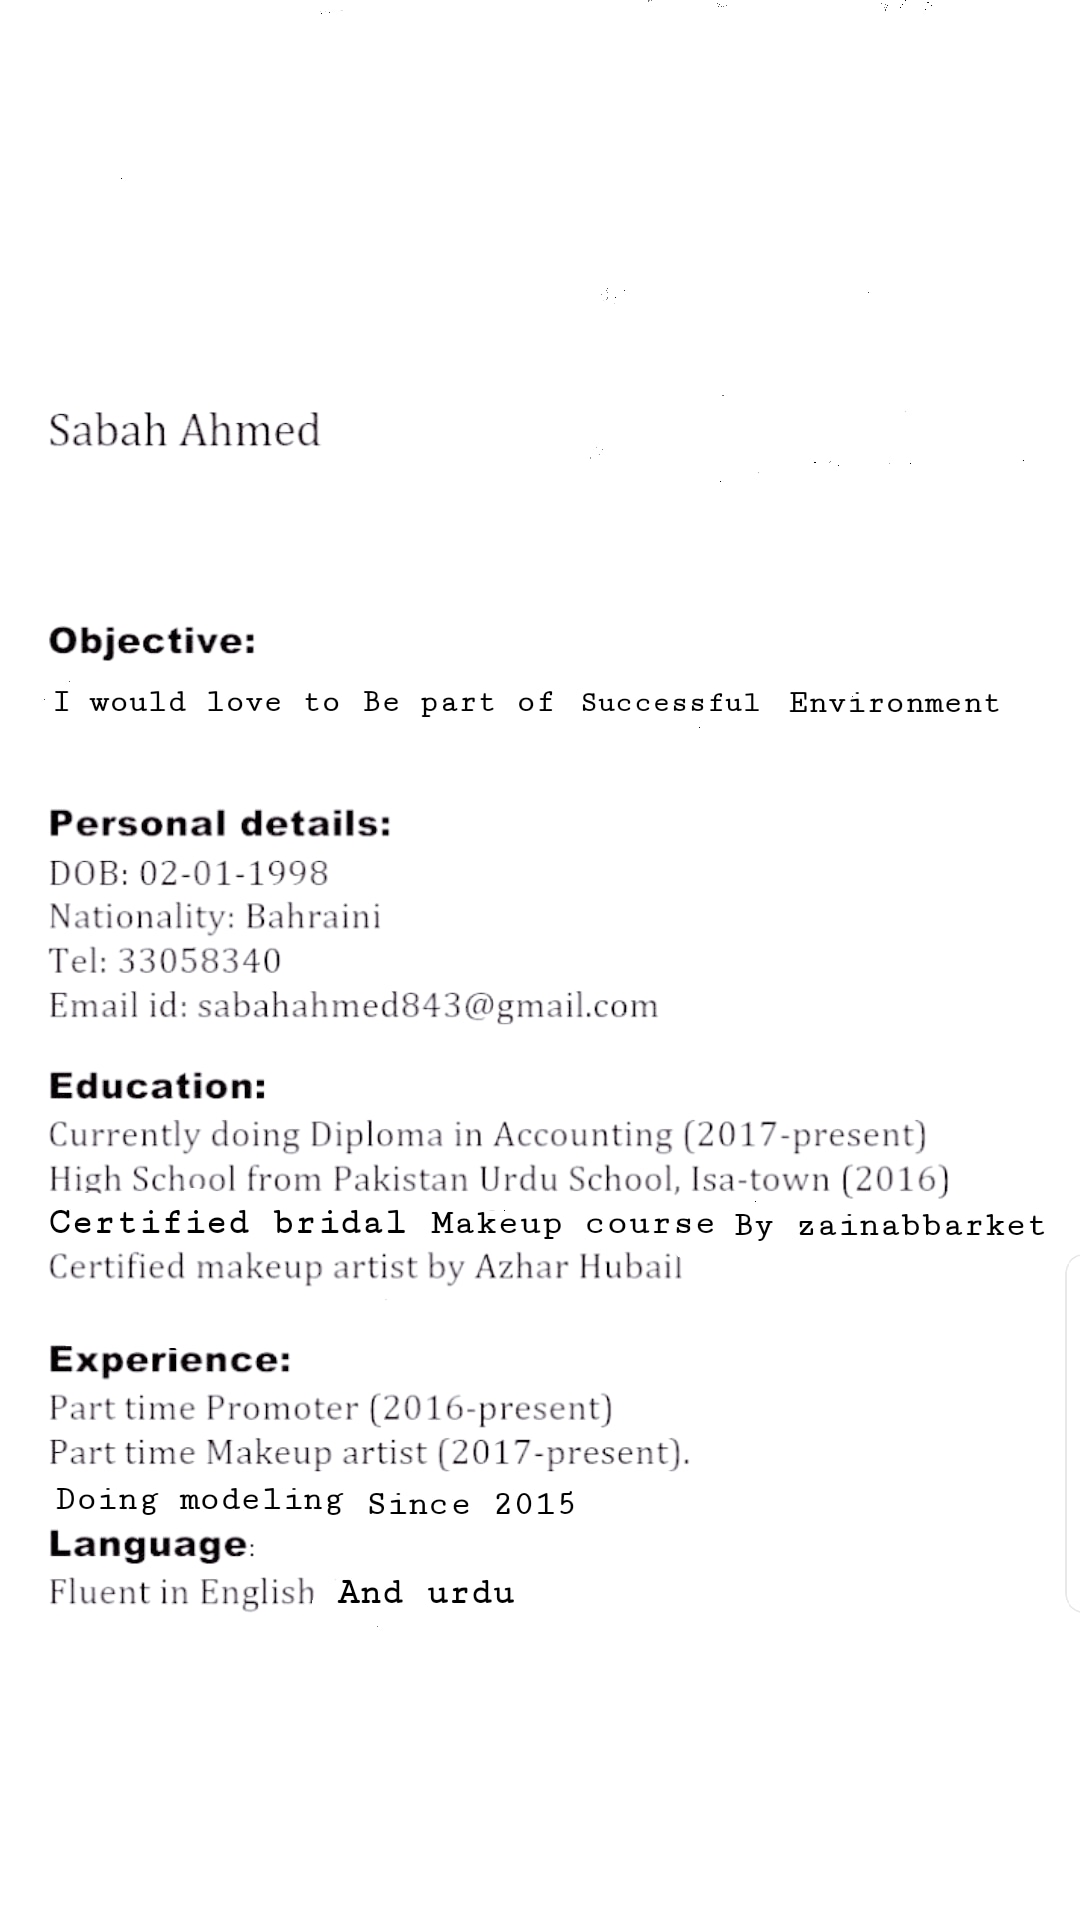 Sabah Ahmed
Objective:
I would love to Be part of Successful Environment
Personal details:
DOB: 02-01-1998
Nationality: Bahraini
Tel: 33058340
Email id: sabahahmed843@gmail.com
Education:
Currently doing Diploma in Accounting (2017-present)
High School from Pakistan Urdu School, Isa-town (2016)
Certified bridal Makeup course By zainabbarket
Certified makeup artist by Azhar Hubail
Experience:
Part time Promoter (2016-present)
Part time Makeup artist (2017-present).
Doing modeling Since 2015
Language:
Fluent in English And urdu